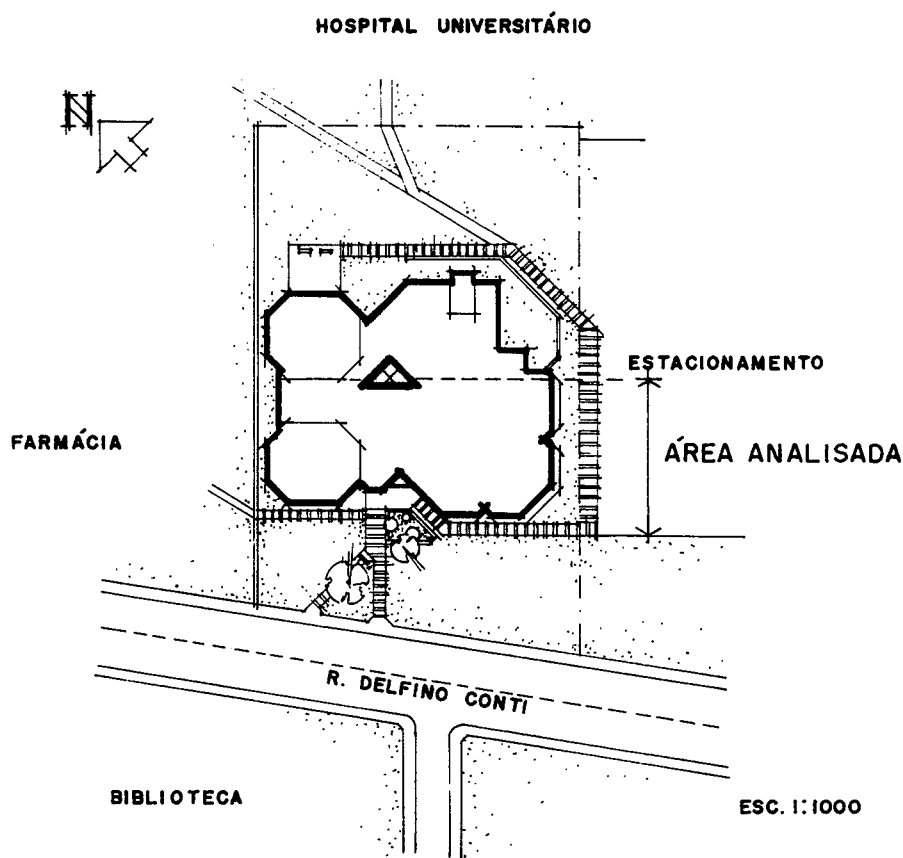 HOSPITAL UNIVERSITÁRIO
N
ESTACIONAMENTO
FARMÁCIA
ÁREA ANALISADA
R. DELFINO CONTI
BIBLIOTECA
ESC. 1:1000